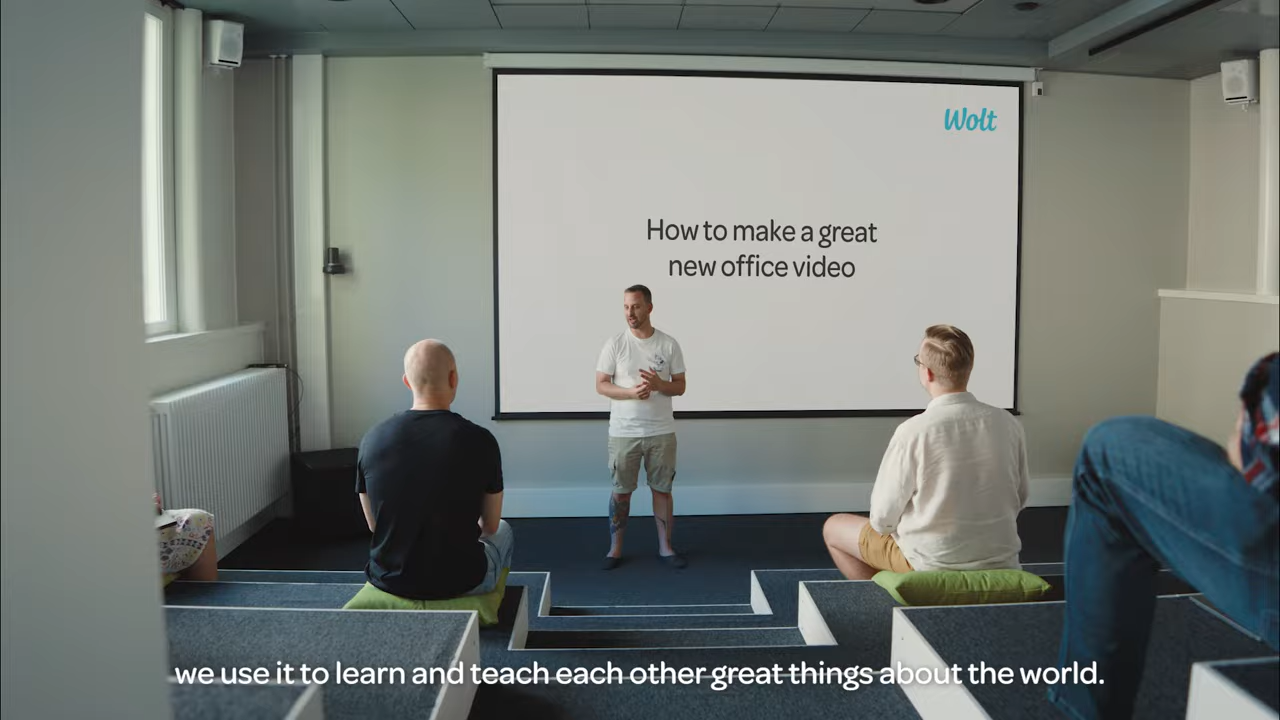 Wolt
How to make a great
new office video
we use it to learn and teach each other great things about the world.